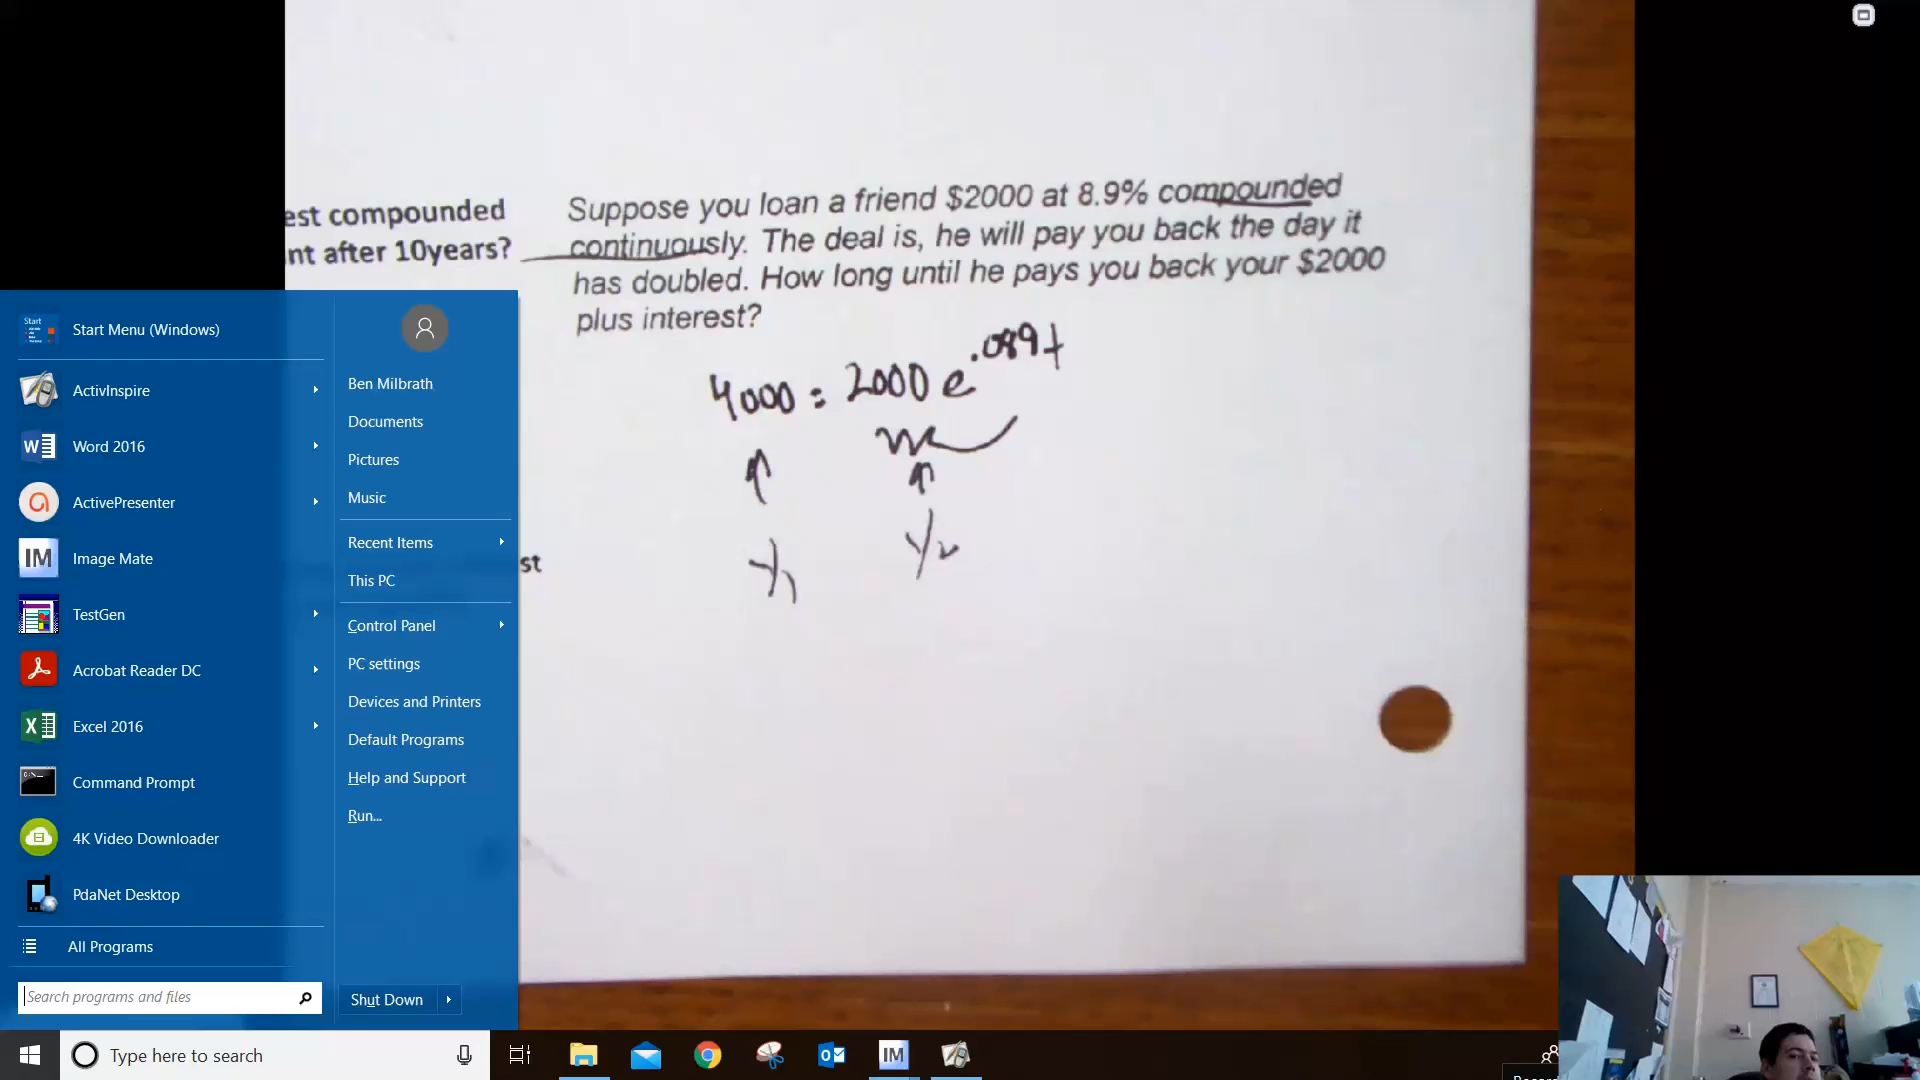 est compounded
nt after 10years?
Suppose you loan a friend $2000 at 8.9% compounded
continuously. The deal is, he will pay you back the day it
has doubled. How long until he pays you back your $2000
plus interest?
4000 = 2000 e^.089t
Y1
Y2
st
Start
Start Menu (Windows)
ActivInspire
Word 2016
ActivePresenter
IM
Image Mate
TestGen
Acrobat Reader DC
Excel 2016
Command Prompt
4K Video Downloader
PdaNet Desktop
All Programs
Search programs and files
Ben Milbrath
Documents
Pictures
Music
Recent Items
This PC
Control Panel
PC settings
Devices and Printers
Default Programs
Help and Support
Run...
Shut Down
Type here to search
IM